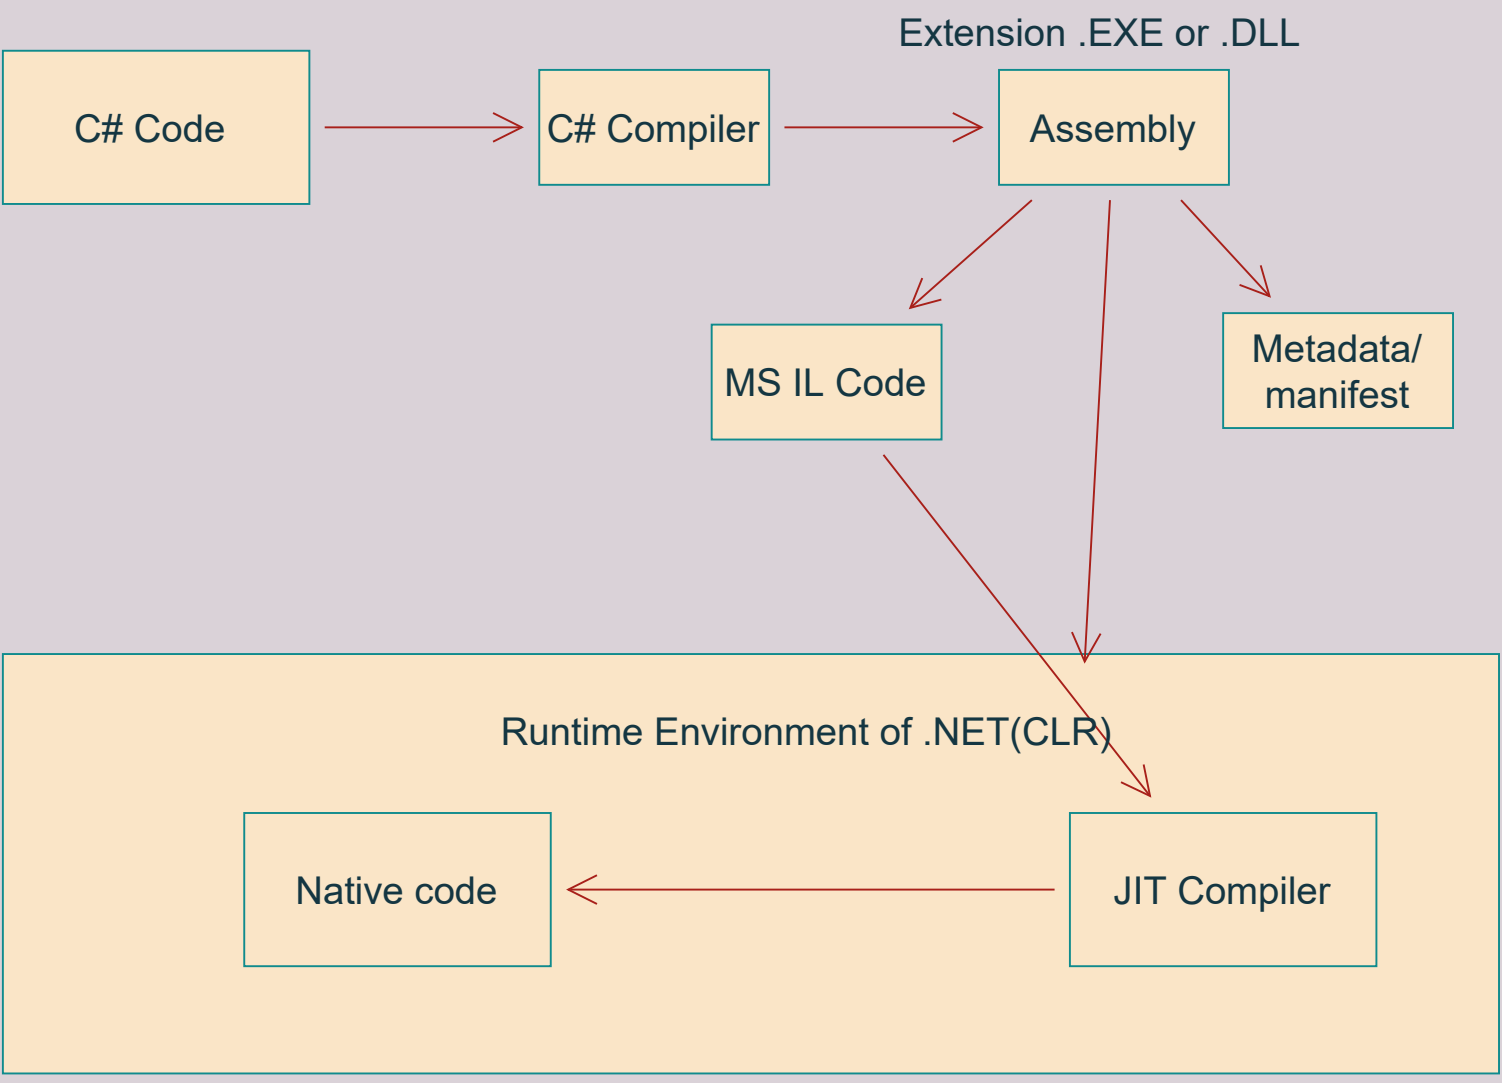 Extension .EXE or .DLL
C# Code
C# Compiler
Assembly
MS IL Code
Metadata/
manifest
Runtime Environment of .NET(CLR)
Native code
JIT Compiler